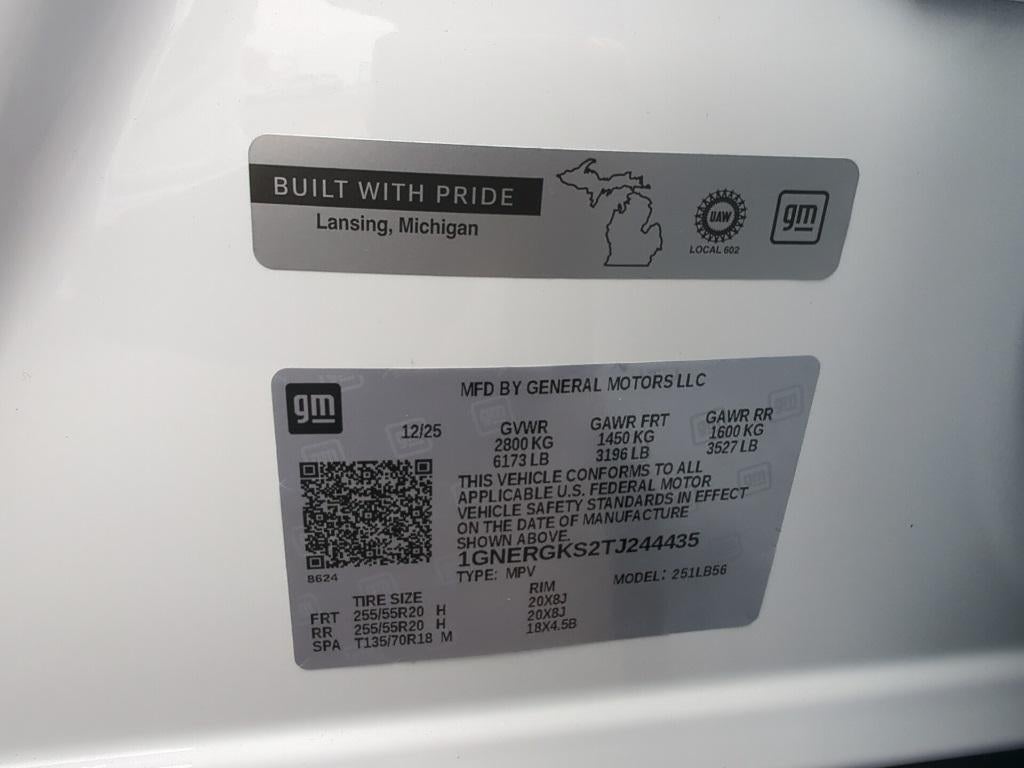 BUILT WITH PRIDE
Lansing, Michigan
UAW
LOCAL 602
gm
gm
MFD BY GENERAL MOTORS LLC
12/25
GVWR
2800 KG
6173 LB
GAWR FRT
1450 KG
3196 LB
GAWR RR
1600 KG
3527 LB
THIS VEHICLE CONFORMS TO ALL
APPLICABLE U.S. FEDERAL MOTOR
VEHICLE SAFETY STANDARDS IN EFFECT
ON THE DATE OF MANUFACTURE
SHOWN ABOVE.
1GNERGKS2TJ244435
TYPE: MPV MODEL: 251LB56
8624
TIRE SIZE RIM
FRT 255/55R20 H 20X8J
RR 255/55R20 H 20X8J
SPA T135/70R18 M 18X4.5B